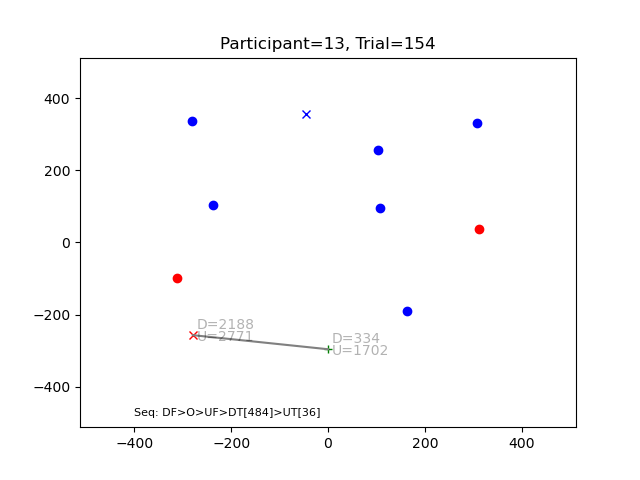 Participant=13, Trial=154
400
200
0
−200
−400
D=2188
U=2771
D=334
U=1702
Seq: DF>O>UF>DT[484]>UT[36]
−400 −200 0 200 400